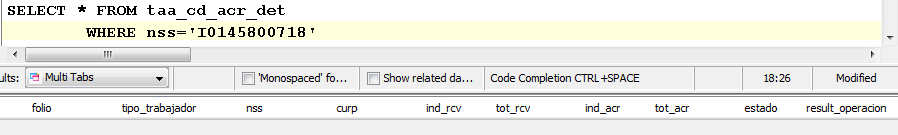 SELECT * FROM taa_cd_acr_det
WHERE nss='I0145800718'
ults: Multi Tabs 'Monospaced' fo... Show related da... Code Completion CTRL+SPACE 18:26 Modified
folio tipo_trabajador nss curp ind_rcv tot_rcv ind_acr tot_acr estado result_operacion